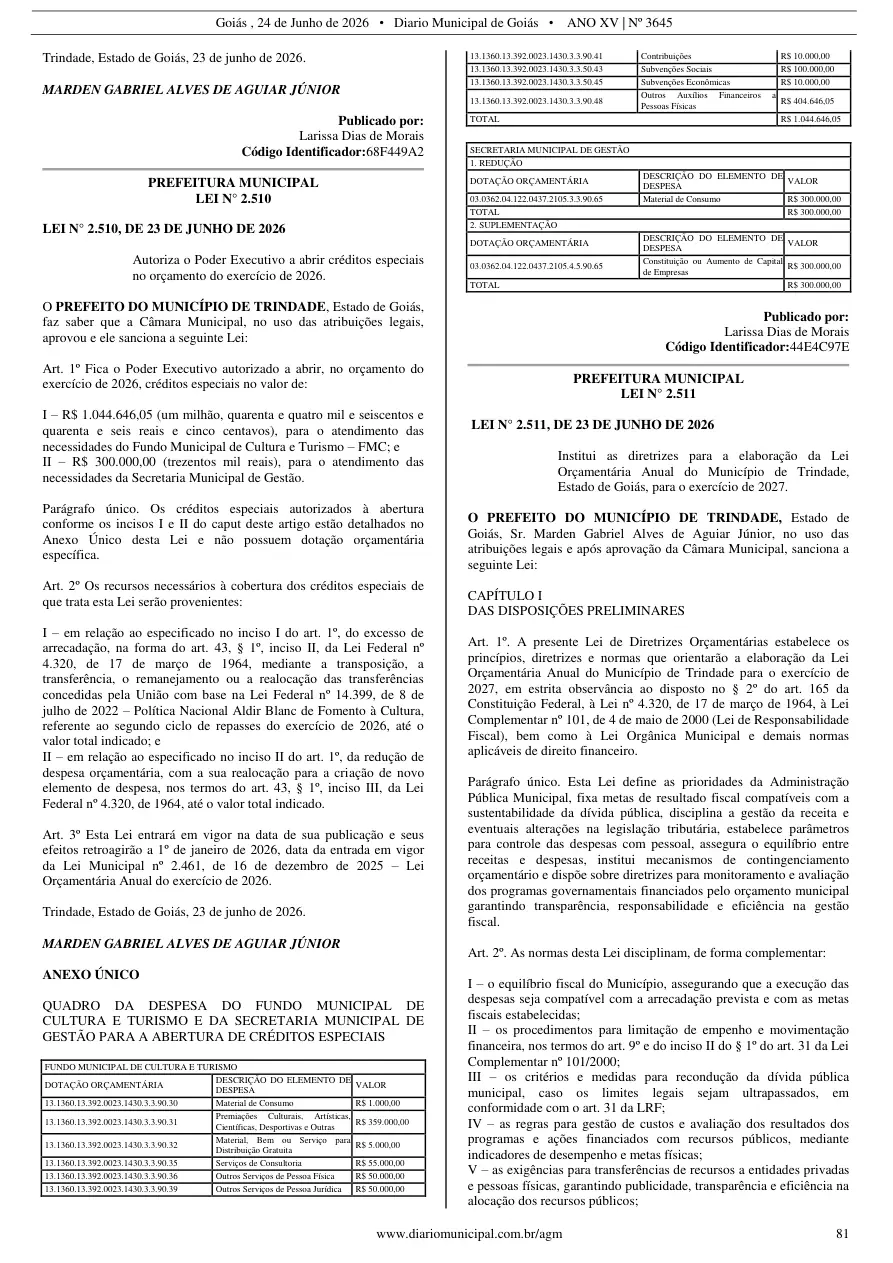 Goiás , 24 de Junho de 2026 • Diario Municipal de Goiás • ANO XV | Nº 3645
Trindade, Estado de Goiás, 23 de junho de 2026.
MARDEN GABRIEL ALVES DE AGUIAR JÚNIOR
Publicado por:
Larissa Dias de Morais
Código Identificador:68F449A2
PREFEITURA MUNICIPAL
LEI N° 2.510
LEI N° 2.510, DE 23 DE JUNHO DE 2026
Autoriza o Poder Executivo a abrir créditos especiais
no orçamento do exercício de 2026.
O PREFEITO DO MUNICÍPIO DE TRINDADE, Estado de Goiás,
faz saber que a Câmara Municipal, no uso das atribuições legais,
aprovou e ele sanciona a seguinte Lei:
Art. 1º Fica o Poder Executivo autorizado a abrir, no orçamento do
exercício de 2026, créditos especiais no valor de:
I – R$ 1.044.646,05 (um milhão, quarenta e quatro mil e seiscentos e
quarenta e seis reais e cinco centavos), para o atendimento das
necessidades do Fundo Municipal de Cultura e Turismo – FMC; e
II – R$ 300.000,00 (trezentos mil reais), para o atendimento das
necessidades da Secretaria Municipal de Gestão.
Parágrafo único. Os créditos especiais autorizados à abertura
conforme os incisos I e II do caput deste artigo estão detalhados no
Anexo Único desta Lei e não possuem dotação orçamentária
específica.
Art. 2º Os recursos necessários à cobertura dos créditos especiais de
que trata esta Lei serão provenientes:
I – em relação ao especificado no inciso I do art. 1º, do excesso de
arrecadação, na forma do art. 43, § 1º, inciso II, da Lei Federal nº
4.320, de 17 de março de 1964, mediante a transposição, a
transferência, o remanejamento ou a realocação das transferências
concedidas pela União com base na Lei Federal nº 14.399, de 8 de
julho de 2022 – Política Nacional Aldir Blanc de Fomento à Cultura,
referente ao segundo ciclo de repasses do exercício de 2026, até o
valor total indicado; e
II – em relação ao especificado no inciso II do art. 1º, da redução de
despesa orçamentária, com a sua realocação para a criação de novo
elemento de despesa, nos termos do art. 43, § 1º, inciso III, da Lei
Federal nº 4.320, de 1964, até o valor total indicado.
Art. 3º Esta Lei entrará em vigor na data de sua publicação e seus
efeitos retroagirão a 1º de janeiro de 2026, data da entrada em vigor
da Lei Municipal nº 2.461, de 16 de dezembro de 2025 – Lei
Orçamentária Anual do exercício de 2026.
Trindade, Estado de Goiás, 23 de junho de 2026.
MARDEN GABRIEL ALVES DE AGUIAR JÚNIOR
ANEXO ÚNICO
QUADRO DA DESPESA DO FUNDO MUNICIPAL DE
CULTURA E TURISMO E DA SECRETARIA MUNICIPAL DE
GESTÃO PARA A ABERTURA DE CRÉDITOS ESPECIAIS
FUNDO MUNICIPAL DE CULTURA E TURISMO
DOTAÇÃO ORÇAMENTÁRIA DESCRIÇÃO DO ELEMENTO DE DESPESA VALOR
13.1360.13.392.0023.1430.3.3.90.30 Material de Consumo R$ 1.000,00
13.1360.13.392.0023.1430.3.3.90.31 Premiações Culturais, Artísticas, Científicas, Desportivas e Outras R$ 359.000,00
13.1360.13.392.0023.1430.3.3.90.32 Material, Bem ou Serviço para Distribuição Gratuita R$ 5.000,00
13.1360.13.392.0023.1430.3.3.90.35 Serviços de Consultoria R$ 55.000,00
13.1360.13.392.0023.1430.3.3.90.36 Outros Serviços de Pessoa Física R$ 50.000,00
13.1360.13.392.0023.1430.3.3.90.39 Outros Serviços de Pessoa Jurídica R$ 50.000,00
13.1360.13.392.0023.1430.3.3.90.41 Contribuições R$ 10.000,00
13.1360.13.392.0023.1430.3.3.50.43 Subvenções Sociais R$ 100.000,00
13.1360.13.392.0023.1430.3.3.50.45 Subvenções Econômicas R$ 10.000,00
13.1360.13.392.0023.1430.3.3.90.48 Outros Auxílios Financeiros a Pessoas Físicas R$ 404.646,05
TOTAL R$ 1.044.646,05
SECRETARIA MUNICIPAL DE GESTÃO
1. REDUÇÃO
DOTAÇÃO ORÇAMENTÁRIA DESCRIÇÃO DO ELEMENTO DE DESPESA VALOR
03.0362.04.122.0437.2105.3.3.90.65 Material de Consumo R$ 300.000,00
TOTAL R$ 300.000,00
2. SUPLEMENTAÇÃO
DOTAÇÃO ORÇAMENTÁRIA DESCRIÇÃO DO ELEMENTO DE DESPESA VALOR
03.0362.04.122.0437.2105.4.5.90.65 Constituição ou Aumento de Capital de Empresas R$ 300.000,00
TOTAL R$ 300.000,00
Publicado por:
Larissa Dias de Morais
Código Identificador:44E4C97E
PREFEITURA MUNICIPAL
LEI N° 2.511
LEI N° 2.511, DE 23 DE JUNHO DE 2026
Institui as diretrizes para a elaboração da Lei
Orçamentária Anual do Município de Trindade,
Estado de Goiás, para o exercício de 2027.
O PREFEITO DO MUNICÍPIO DE TRINDADE, Estado de
Goiás, Sr. Marden Gabriel Alves de Aguiar Júnior, no uso das
atribuições legais e após aprovação da Câmara Municipal, sanciona a
seguinte Lei:
CAPÍTULO I
DAS DISPOSIÇÕES PRELIMINARES
Art. 1º. A presente Lei de Diretrizes Orçamentárias estabelece os
princípios, diretrizes e normas que orientarão a elaboração da Lei
Orçamentária Anual do Município de Trindade para o exercício de
2027, em estrita observância ao disposto no § 2º do art. 165 da
Constituição Federal, à Lei nº 4.320, de 17 de março de 1964, à Lei
Complementar nº 101, de 4 de maio de 2000 (Lei de Responsabilidade
Fiscal), bem como à Lei Orgânica Municipal e demais normas
aplicáveis de direito financeiro.
Parágrafo único. Esta Lei define as prioridades da Administração
Pública Municipal, fixa metas de resultado fiscal compatíveis com a
sustentabilidade da dívida pública, disciplina a gestão da receita e
eventuais alterações na legislação tributária, estabelece parâmetros
para controle das despesas com pessoal, assegura o equilíbrio entre
receitas e despesas, institui mecanismos de contingenciamento
orçamentário e dispõe sobre diretrizes para monitoramento e avaliação
dos programas governamentais financiados pelo orçamento municipal
garantindo transparência, responsabilidade e eficiência na gestão
fiscal.
Art. 2º. As normas desta Lei disciplinam, de forma complementar:
I – o equilíbrio fiscal do Município, assegurando que a execução das
despesas seja compatível com a arrecadação prevista e com as metas
fiscais estabelecidas;
II – os procedimentos para limitação de empenho e movimentação
financeira, nos termos do art. 9º e do inciso II do § 1º do art. 31 da Lei
Complementar nº 101/2000;
III – os critérios e medidas para recondução da dívida pública
municipal, caso os limites legais sejam ultrapassados, em
conformidade com o art. 31 da LRF;
IV – as regras para gestão de custos e avaliação dos resultados dos
programas e ações financiados com recursos públicos, mediante
indicadores de desempenho e metas físicas;
V – as exigências para transferências de recursos a entidades privadas
e pessoas físicas, garantindo publicidade, transparência e eficiência na
alocação dos recursos públicos;
www.diariomunicipal.com.br/agm 81